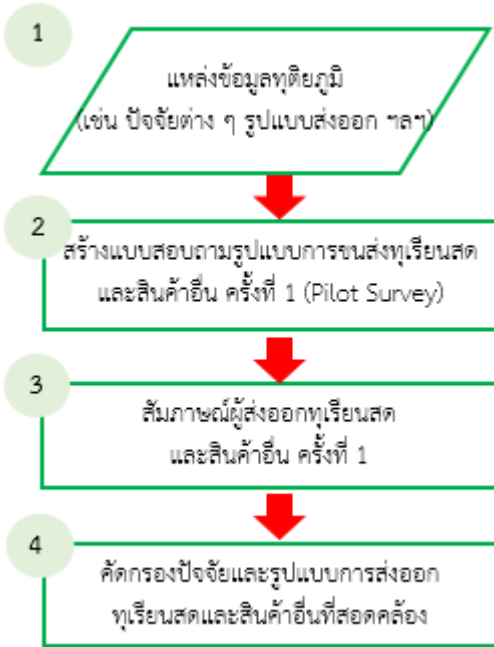 1
แหล่งข้อมูลทุติยภูมิ
(เช่น ปัจจัยต่าง ๆ รูปแบบส่งออก ฯลฯ)
2
สร้างแบบสอบถามรูปแบบการขนส่งทุเรียนสด
และสินค้าอื่น ครั้งที่ 1 (Pilot Survey)
3
สัมภาษณ์ผู้ส่งออกทุเรียนสด
และสินค้าอื่น ครั้งที่ 1
4
คัดกรองปัจจัยและรูปแบบการส่งออก
ทุเรียนสดและสินค้าอื่นที่สอดคล้อง